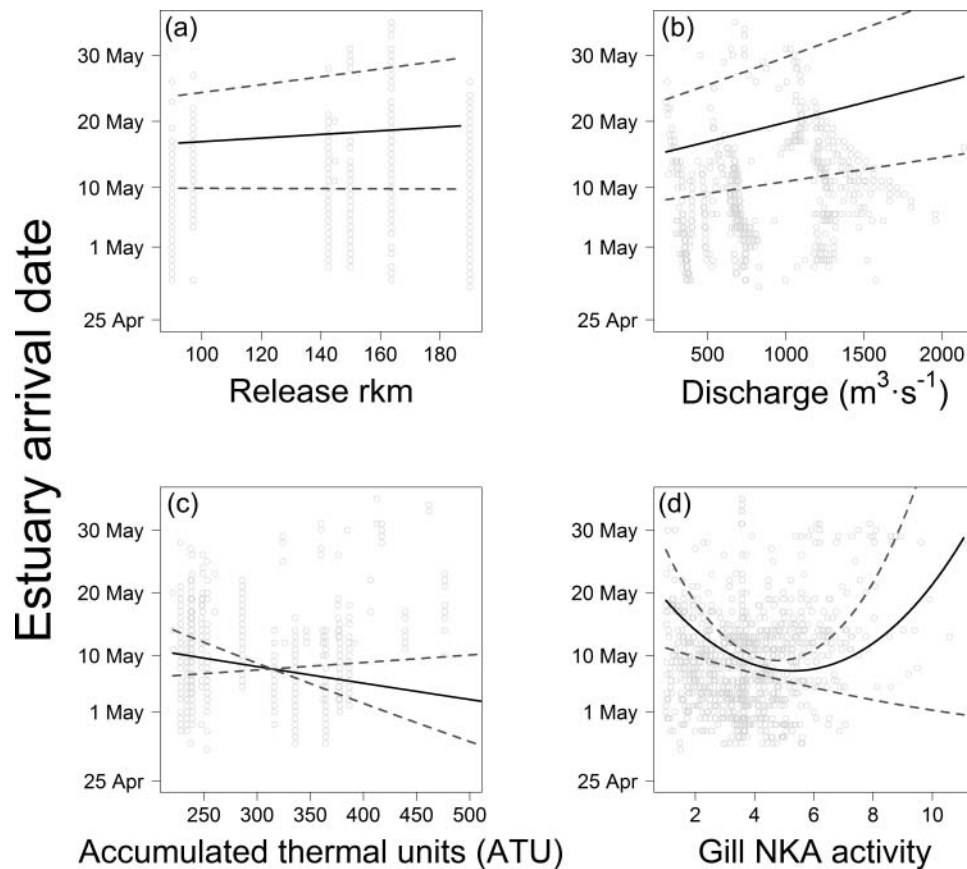 Estuary arrival date
(a)
30 May
20 May
10 May
1 May
25 Apr
100 120 140 160 180
Release rkm
(b)
30 May
20 May
10 May
1 May
25 Apr
500 1000 1500 2000
Discharge (m³·s⁻¹)
(c)
30 May
20 May
10 May
1 May
25 Apr
250 300 350 400 450 500
Accumulated thermal units (ATU)
(d)
30 May
20 May
10 May
1 May
25 Apr
2 4 6 8 10
Gill NKA activity